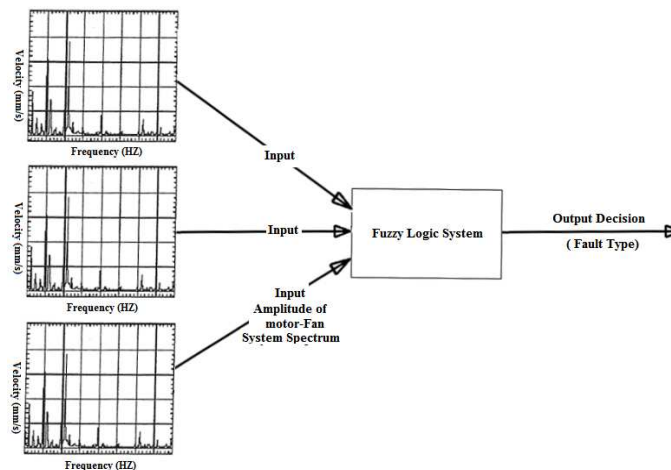 Velocity (mm/s)
Frequency (HZ)
Input
Velocity (mm/s)
Frequency (HZ)
Input
Fuzzy Logic System
Output Decision
( Fault Type)
Input
Amplitude of
motor-Fan
System Spectrum
Velocity (mm/s)
Frequency (HZ)